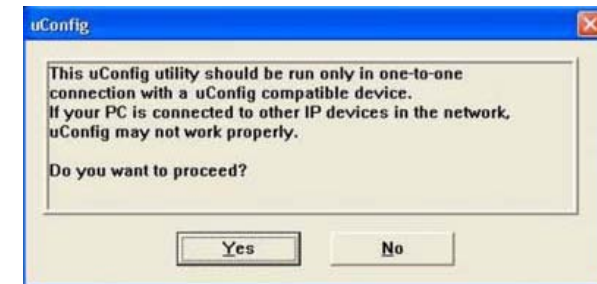 uConfig
This uConfig utility should be run only in one-to-one
connection with a uConfig compatible device.
If your PC is connected to other IP devices in the network,
uConfig may not work properly.
Do you want to proceed?
Yes
No